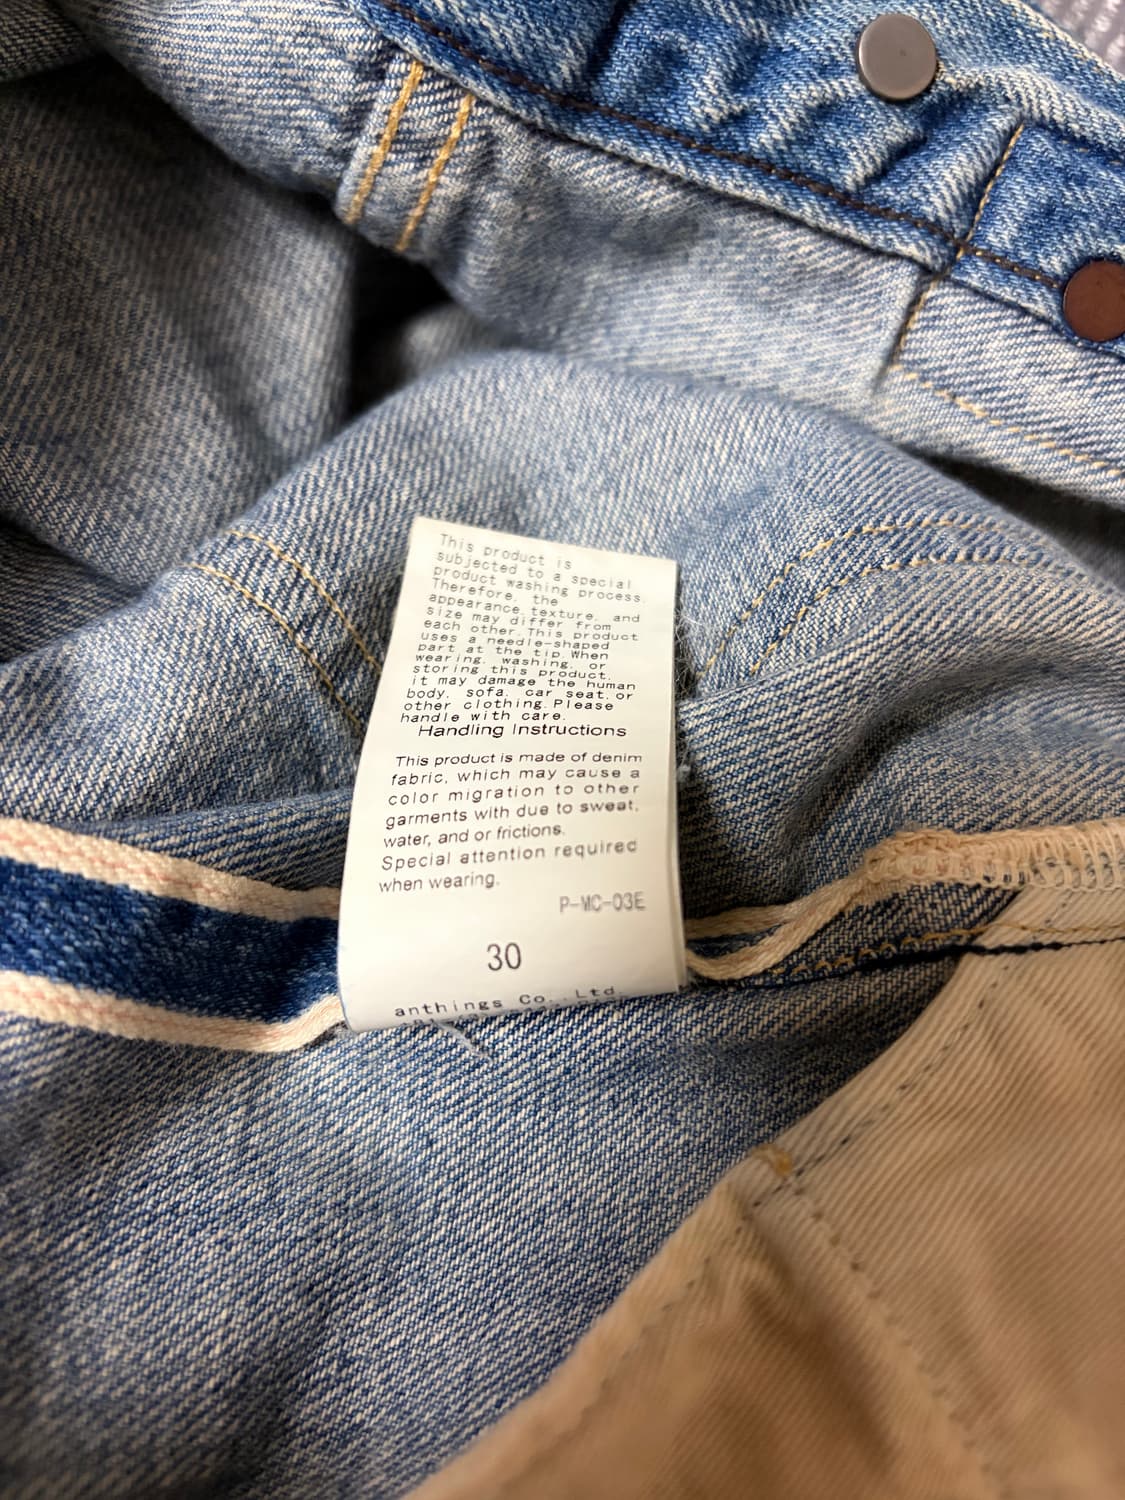 This product is
subjected to a special
product washing process.
Therefore, the
appearance, texture, and
size may differ from
each other. This product
uses a needle-shaped
part at the tip. When
wearing, washing, or
storing this product,
it may damage the human
body, sofa, car seat, or
other clothing. Please
handle with care.
Handling Instructions
This product is made of denim
fabric, which may cause a
color migration to other
garments with due to sweat,
water, and or frictions.
Special attention required
when wearing.
P-MC-03E
30
anthings Co., Ltd.